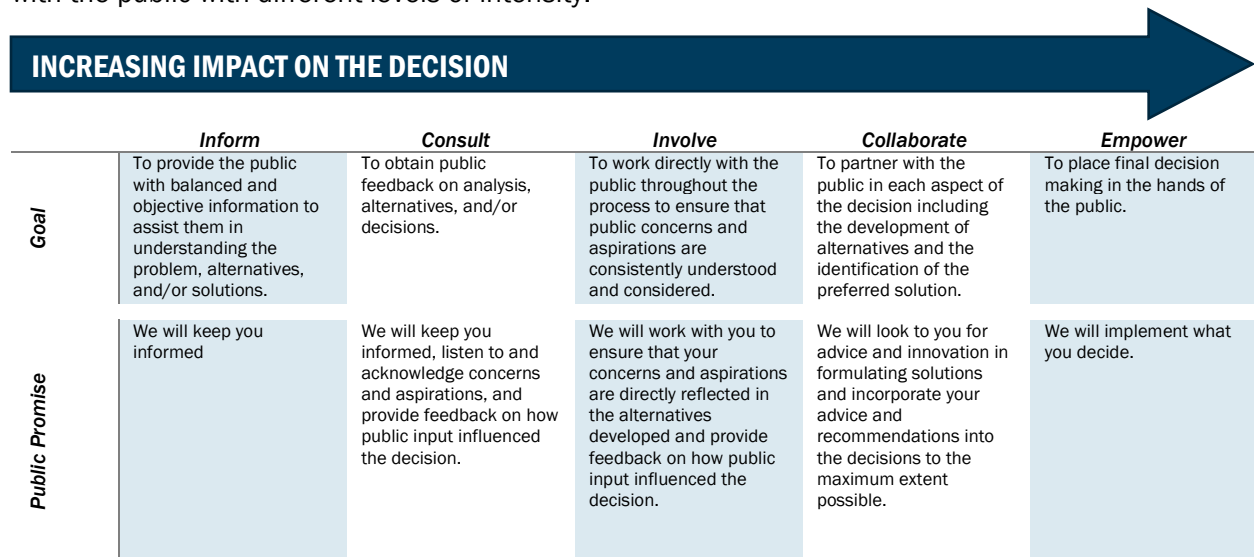 with the public with different levels of intensity.
INCREASING IMPACT ON THE DECISION
Inform
Consult
Involve
Collaborate
Empower
Goal
To provide the public
with balanced and
objective information to
assist them in
understanding the
problem, alternatives,
and/or solutions.
To obtain public
feedback on analysis,
alternatives, and/or
decisions.
To work directly with the
public throughout the
process to ensure that
public concerns and
aspirations are
consistently understood
and considered.
To partner with the
public in each aspect of
the decision including
the development of
alternatives and the
identification of the
preferred solution.
To place final decision
making in the hands of
the public.
Public Promise
We will keep you
informed
We will keep you
informed, listen to and
acknowledge concerns
and aspirations, and
provide feedback on how
public input influenced
the decision.
We will work with you to
ensure that your
concerns and aspirations
are directly reflected in
the alternatives
developed and provide
feedback on how public
input influenced the
decision.
We will look to you for
advice and innovation in
formulating solutions
and incorporate your
advice and
recommendations into
the decisions to the
maximum extent
possible.
We will implement what
you decide.